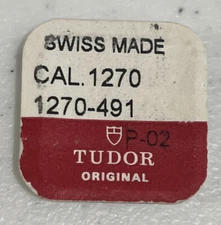 SWISS MADE
CAL.1270
1270-491
P-02
TUDOR
ORIGINAL